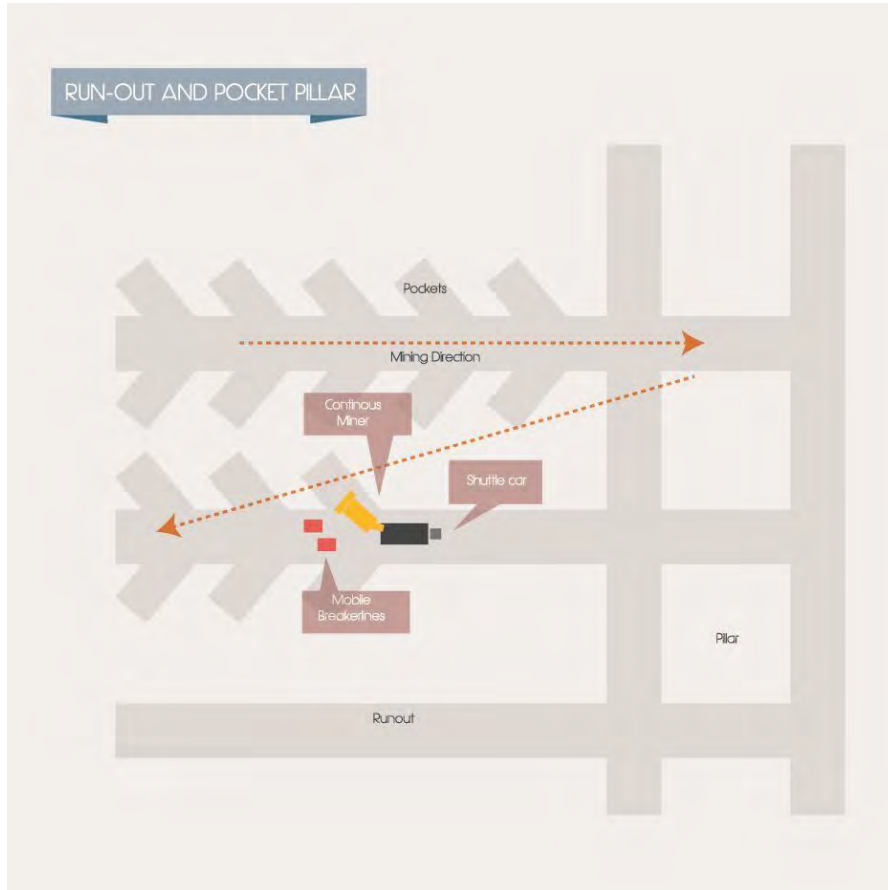 RUN-OUT AND POCKET PILLAR
Pockets
Mining Direction
Continous
Miner
Shuttle car
Mobile
Breakerlines
Pillar
Runout